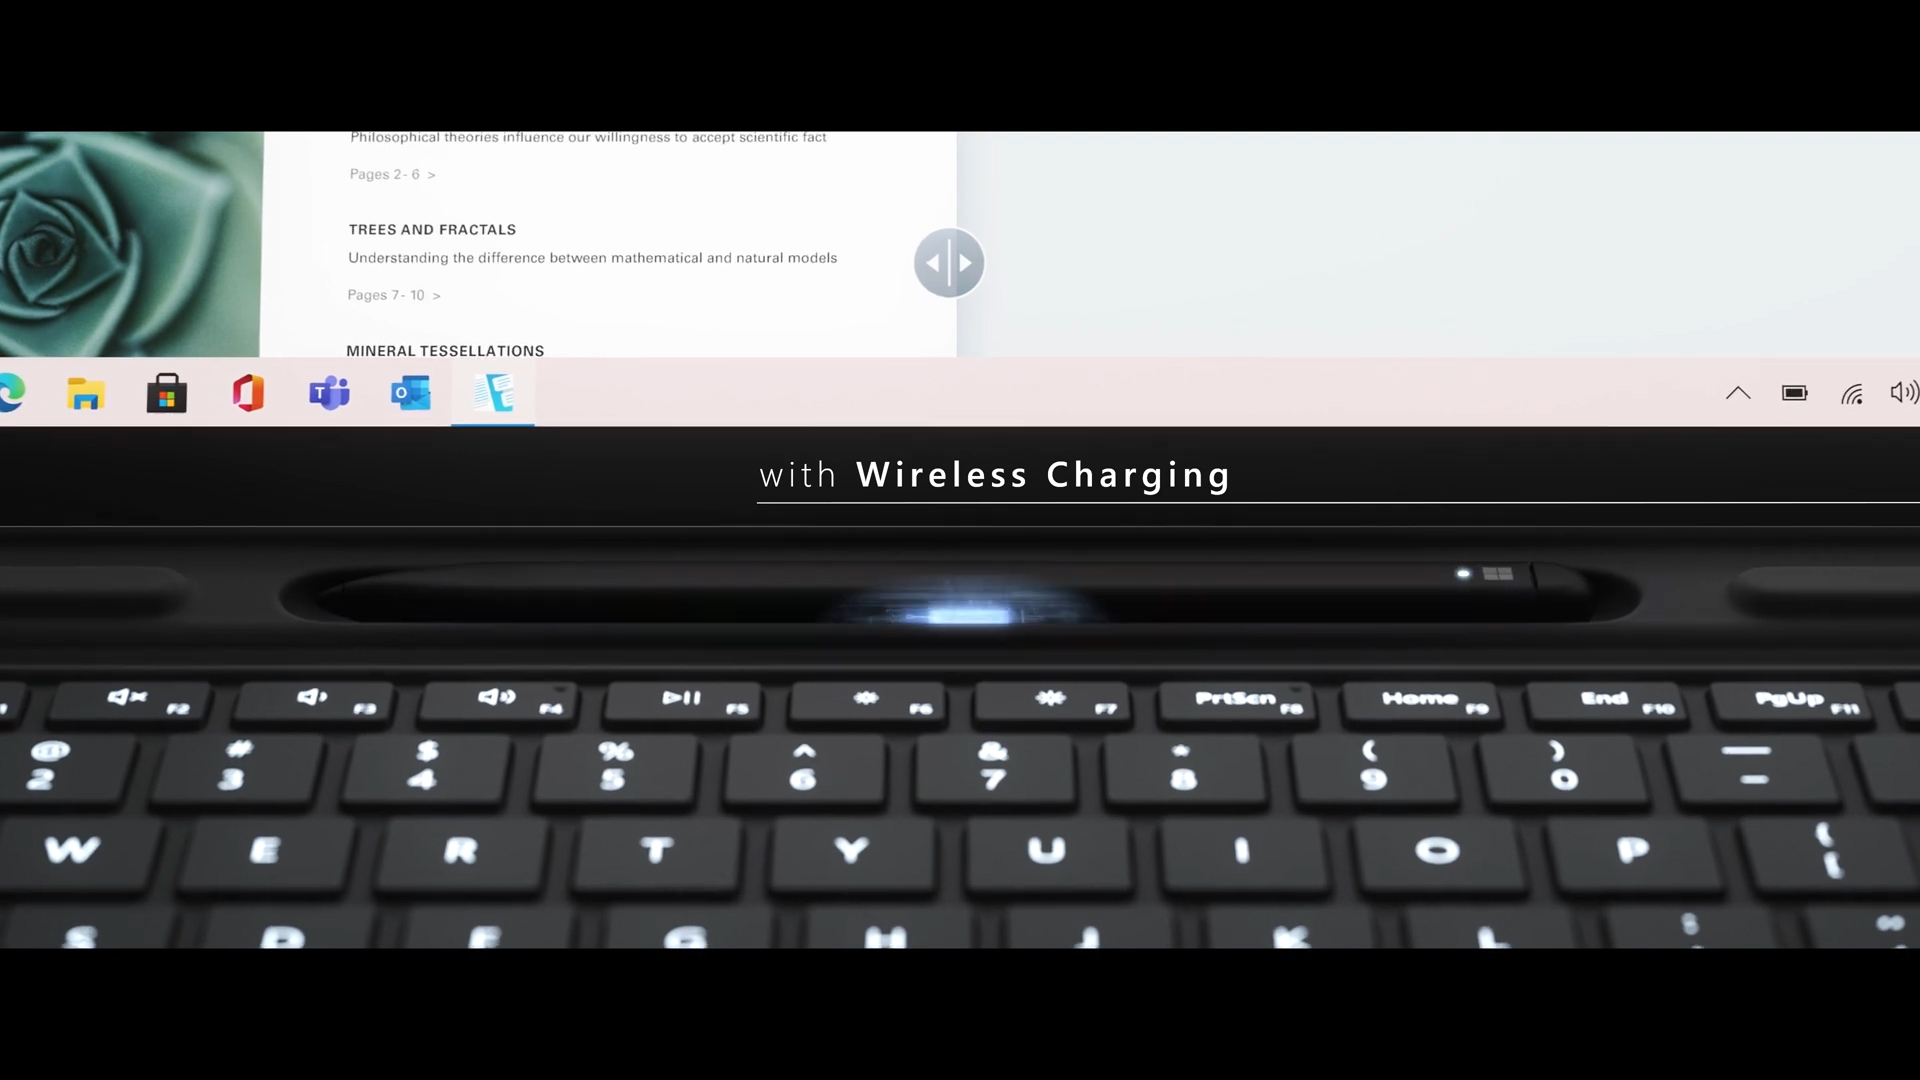 Philosophical theories influence our willingness to accept scientific fact
Pages 2 - 6 >
TREES AND FRACTALS
Understanding the difference between mathematical and natural models
Pages 7 - 10 >
MINERAL TESSELLATIONS
T
O
with Wireless Charging
F2 F3 F4 F5 F6 F7 PrtScn F8 Home F9 End F10 PgUp F11
@ # $ % ^ & * ( ) —
2 3 4 5 6 7 8 9 0 -
W E R T Y U I O P {
[
S D F G H J K L :